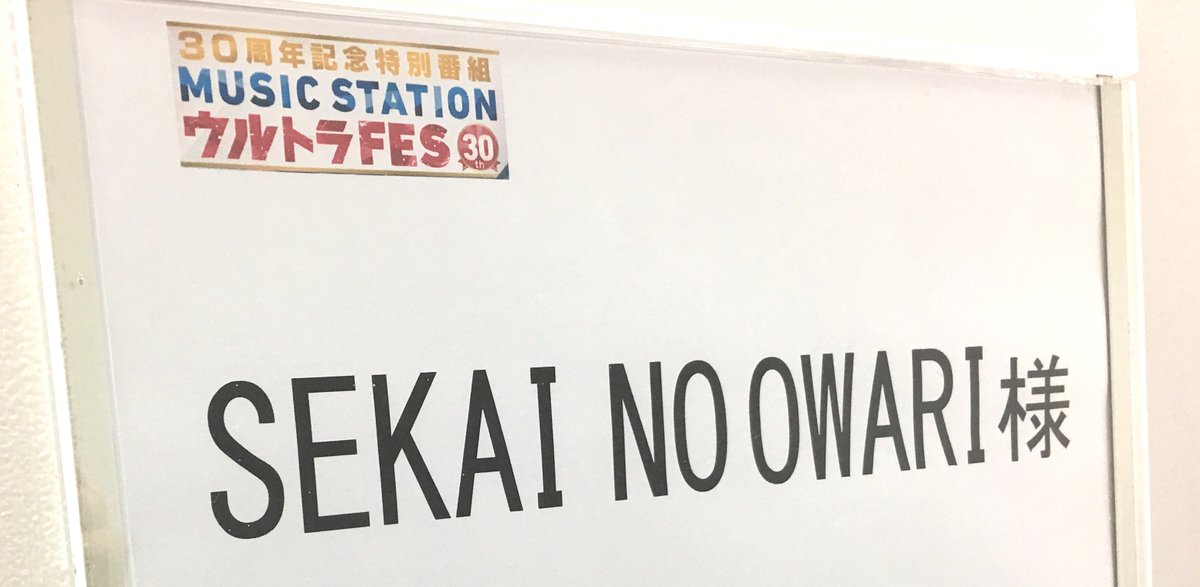 30周年記念特別番組
MUSIC STATION
ウルトラFES 30th
SEKAI NO OWARI様